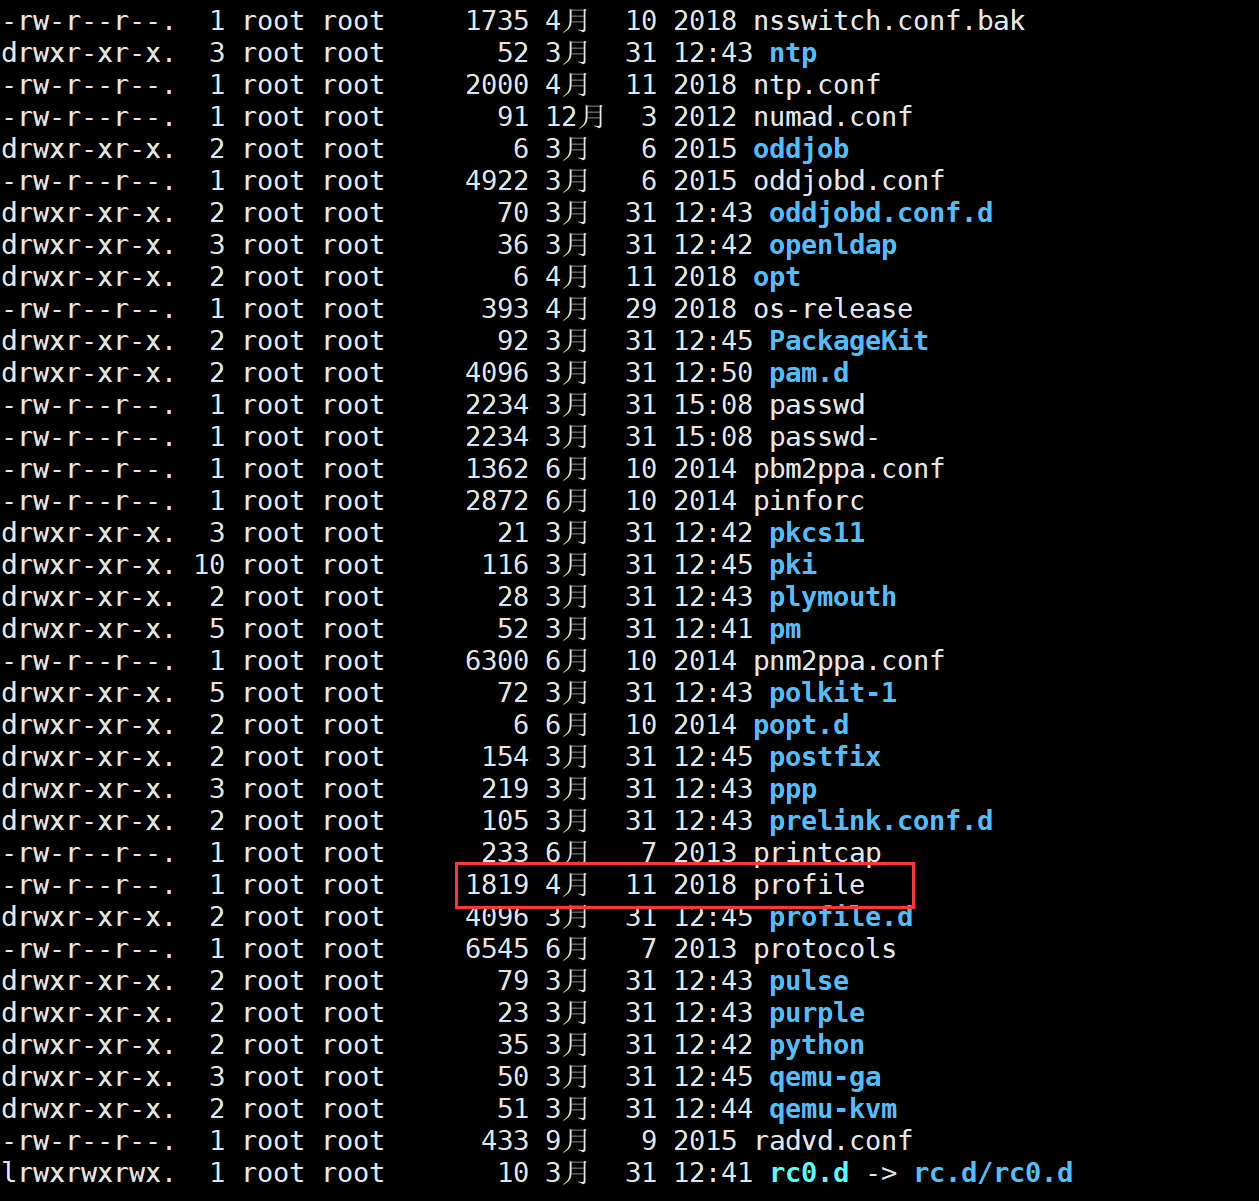 -rw-r--r--.  1 root root     1735 4月  10 2018 nsswitch.conf.bak
drwxr-xr-x.  3 root root       52 3月  31 12:43 ntp
-rw-r--r--.  1 root root     2000 4月  11 2018 ntp.conf
-rw-r--r--.  1 root root       91 12月  3 2012 numad.conf
drwxr-xr-x.  2 root root        6 3月   6 2015 oddjob
-rw-r--r--.  1 root root     4922 3月   6 2015 oddjobd.conf
drwxr-xr-x.  2 root root       70 3月  31 12:43 oddjobd.conf.d
drwxr-xr-x.  3 root root       36 3月  31 12:42 openldap
drwxr-xr-x.  2 root root        6 4月  11 2018 opt
-rw-r--r--.  1 root root      393 4月  29 2018 os-release
drwxr-xr-x.  2 root root       92 3月  31 12:45 PackageKit
drwxr-xr-x.  2 root root     4096 3月  31 12:50 pam.d
-rw-r--r--.  1 root root     2234 3月  31 15:08 passwd
-rw-r--r--.  1 root root     2234 3月  31 15:08 passwd-
-rw-r--r--.  1 root root     1362 6月  10 2014 pbm2ppa.conf
-rw-r--r--.  1 root root     2872 6月  10 2014 pinforc
drwxr-xr-x.  3 root root       21 3月  31 12:42 pkcs11
drwxr-xr-x. 10 root root      116 3月  31 12:45 pki
drwxr-xr-x.  2 root root       28 3月  31 12:43 plymouth
drwxr-xr-x.  5 root root       52 3月  31 12:41 pm
-rw-r--r--.  1 root root     6300 6月  10 2014 pnm2ppa.conf
drwxr-xr-x.  5 root root       72 3月  31 12:43 polkit-1
drwxr-xr-x.  2 root root        6 6月  10 2014 popt.d
drwxr-xr-x.  2 root root      154 3月  31 12:45 postfix
drwxr-xr-x.  3 root root      219 3月  31 12:43 ppp
drwxr-xr-x.  2 root root      105 3月  31 12:43 prelink.conf.d
-rw-r--r--.  1 root root      233 6月   7 2013 printcap
-rw-r--r--.  1 root root     1819 4月  11 2018 profile
drwxr-xr-x.  2 root root     4096 3月  31 12:45 profile.d
-rw-r--r--.  1 root root     6545 6月   7 2013 protocols
drwxr-xr-x.  2 root root       79 3月  31 12:43 pulse
drwxr-xr-x.  2 root root       23 3月  31 12:43 purple
drwxr-xr-x.  2 root root       35 3月  31 12:42 python
drwxr-xr-x.  3 root root       50 3月  31 12:45 qemu-ga
drwxr-xr-x.  2 root root       51 3月  31 12:44 qemu-kvm
-rw-r--r--.  1 root root      433 9月   9 2015 radvd.conf
lrwxrwxrwx.  1 root root       10 3月  31 12:41 rc0.d -> rc.d/rc0.d